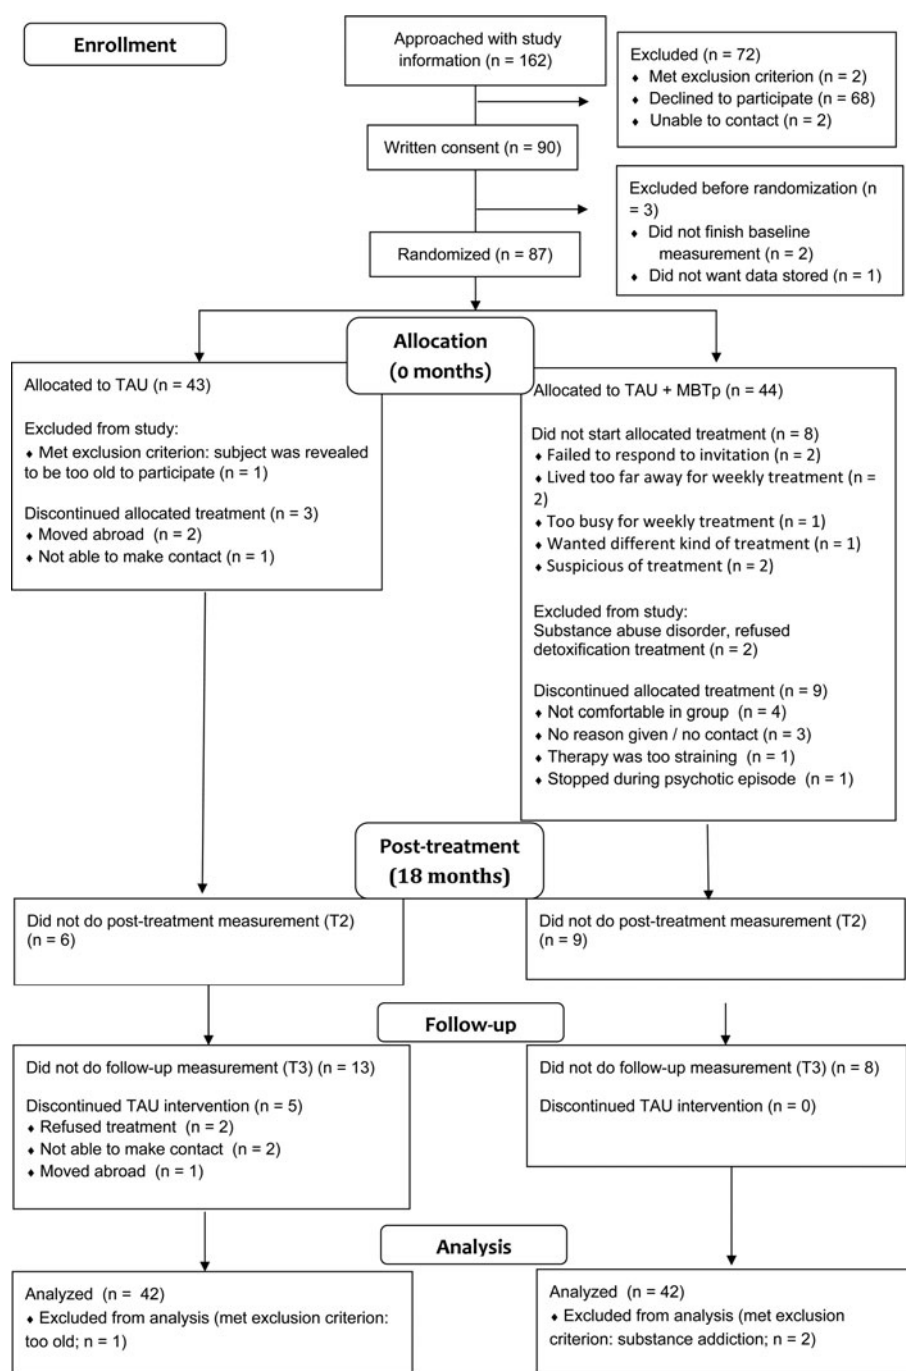 Enrollment
Approached with study
information (n = 162)
Excluded (n = 72)
♦ Met exclusion criterion (n = 2)
♦ Declined to participate (n = 68)
♦ Unable to contact (n = 2)
Written consent (n = 90)
Excluded before randomization (n
= 3)
♦ Did not finish baseline
measurement (n = 2)
♦ Did not want data stored (n = 1)
Randomized (n = 87)
Allocation
(0 months)
Allocated to TAU (n = 43)
Excluded from study:
♦ Met exclusion criterion: subject was revealed
to be too old to participate (n = 1)
Discontinued allocated treatment (n = 3)
♦ Moved abroad (n = 2)
♦ Not able to make contact (n = 1)
Allocated to TAU + MBTp (n = 44)
Did not start allocated treatment (n = 8)
♦ Failed to respond to invitation (n = 2)
♦ Lived too far away for weekly treatment (n =
2)
♦ Too busy for weekly treatment (n = 1)
♦ Wanted different kind of treatment (n = 1)
♦ Suspicious of treatment (n = 2)
Excluded from study:
Substance abuse disorder, refused
detoxification treatment (n = 2)
Discontinued allocated treatment (n = 9)
♦ Not comfortable in group (n = 4)
♦ No reason given / no contact (n = 3)
♦ Therapy was too straining (n = 1)
♦ Stopped during psychotic episode (n = 1)
Post-treatment
(18 months)
Did not do post-treatment measurement (T2)
(n = 6)
Did not do post-treatment measurement (T2)
(n = 9)
Follow-up
Did not do follow-up measurement (T3) (n = 13)
Discontinued TAU intervention (n = 5)
♦ Refused treatment (n = 2)
♦ Not able to make contact (n = 2)
♦ Moved abroad (n = 1)
Did not do follow-up measurement (T3) (n = 8)
Discontinued TAU intervention (n = 0)
Analysis
Analyzed (n = 42)
♦ Excluded from analysis (met exclusion criterion:
too old; n = 1)
Analyzed (n = 42)
♦ Excluded from analysis (met exclusion
criterion: substance addiction; n = 2)